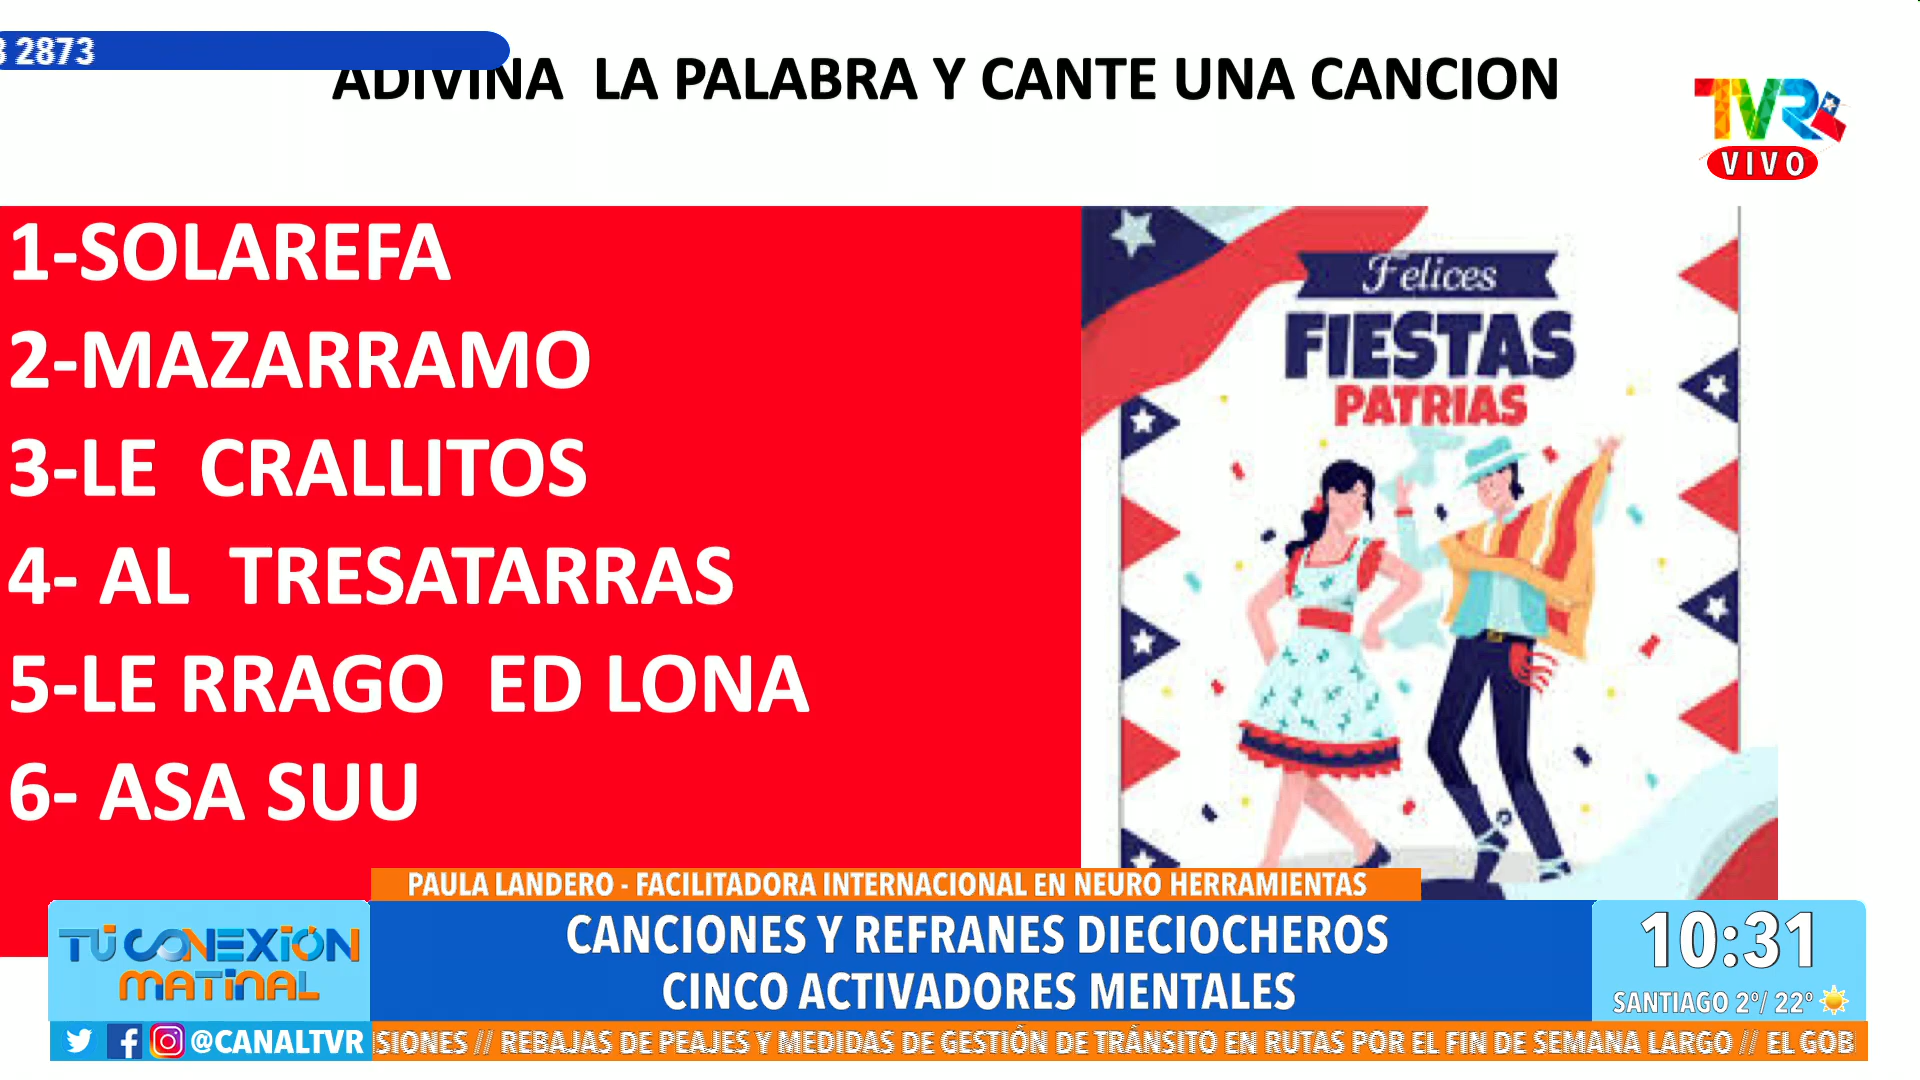 3 2873
ADIVINA LA PALABRA Y CANTE UNA CANCION
TVR
VIVO
1-SOLAREFA
2-MAZARRAMO
3-LE CRALLITOS
4- AL TRESATARRAS
5-LE RRAGO ED LONA
6- ASA SUU
Felices
FIESTAS
PATRIAS
PAULA LANDERO - FACILITADORA INTERNACIONAL EN NEURO HERRAMIENTAS
TÚ CONEXIÓN
MATINAL
CANCIONES Y REFRANES DIECIOCHEROS
CINCO ACTIVADORES MENTALES
10:31
SANTIAGO 2º/ 22º
@CANALTVR
SIONES // REBAJAS DE PEAJES Y MEDIDAS DE GESTIÓN DE TRÁNSITO EN RUTAS POR EL FIN DE SEMANA LARGO // EL GOB